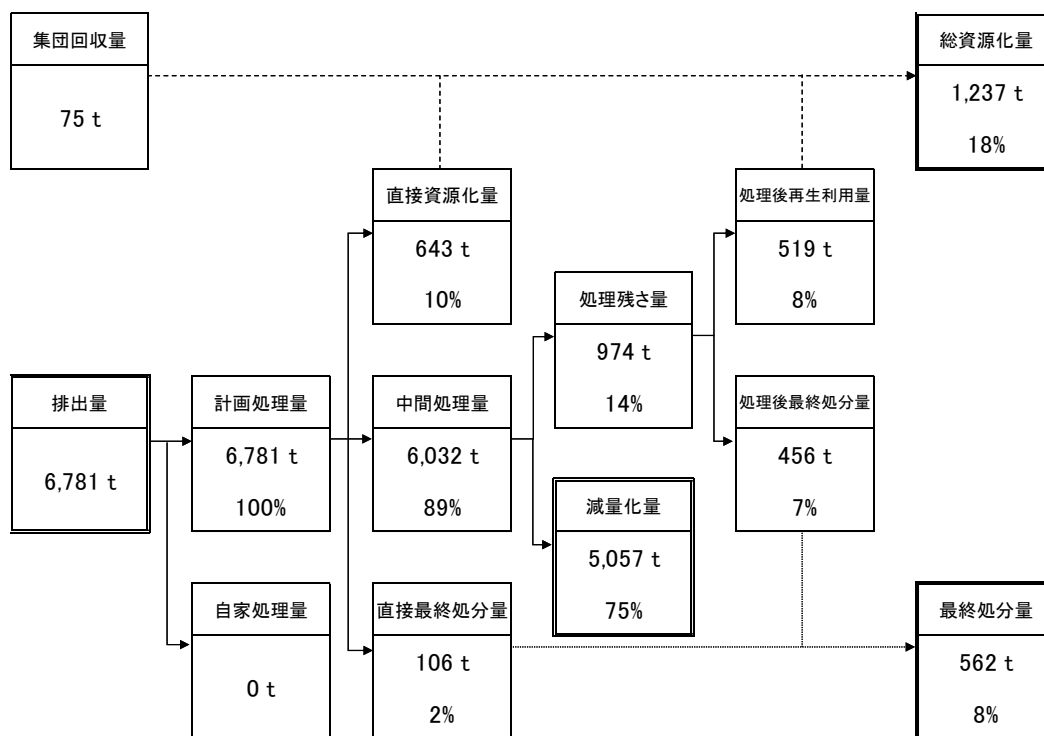 集団回収量
75 t
総資源化量
1,237 t
18%
直接資源化量
643 t
10%
処理後再生利用量
519 t
8%
処理残さ量
974 t
14%
排出量
6,781 t
計画処理量
6,781 t
100%
中間処理量
6,032 t
89%
処理後最終処分量
456 t
7%
減量化量
5,057 t
75%
自家処理量
0 t
直接最終処分量
106 t
2%
最終処分量
562 t
8%